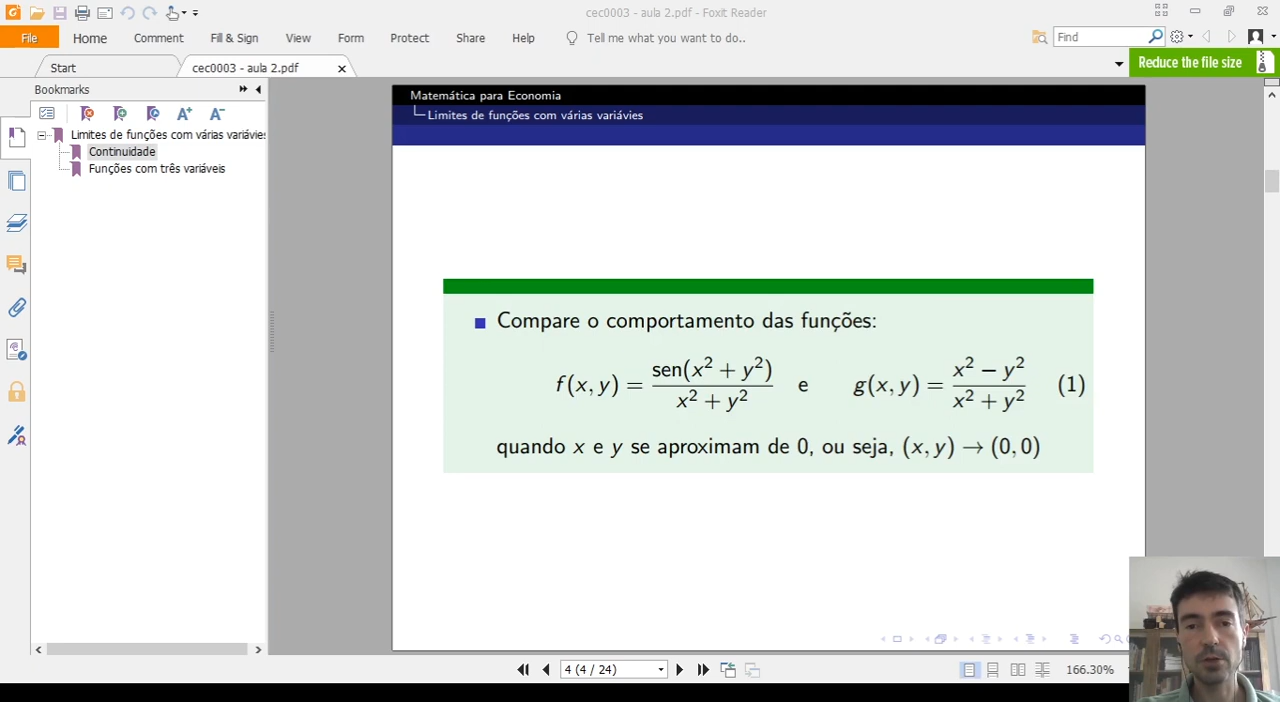 cec0003 - aula 2.pdf - Foxit Reader
File Home Comment Fill & Sign View Form Protect Share Help Tell me what you want to do.. Find
Start cec0003 - aula 2.pdf Reduce the file size
Bookmarks
Limites de funções com várias variávies
Continuidade
Funções com três variáveis
Matemática para Economia
Limites de funções com várias variávies
Compare o comportamento das funções:
f(x, y) = sen(x² + y²) / x² + y² e g(x, y) = x² − y² / x² + y² (1)
quando x e y se aproximam de 0, ou seja, (x, y) → (0, 0)
4 (4 / 24) 166.30%